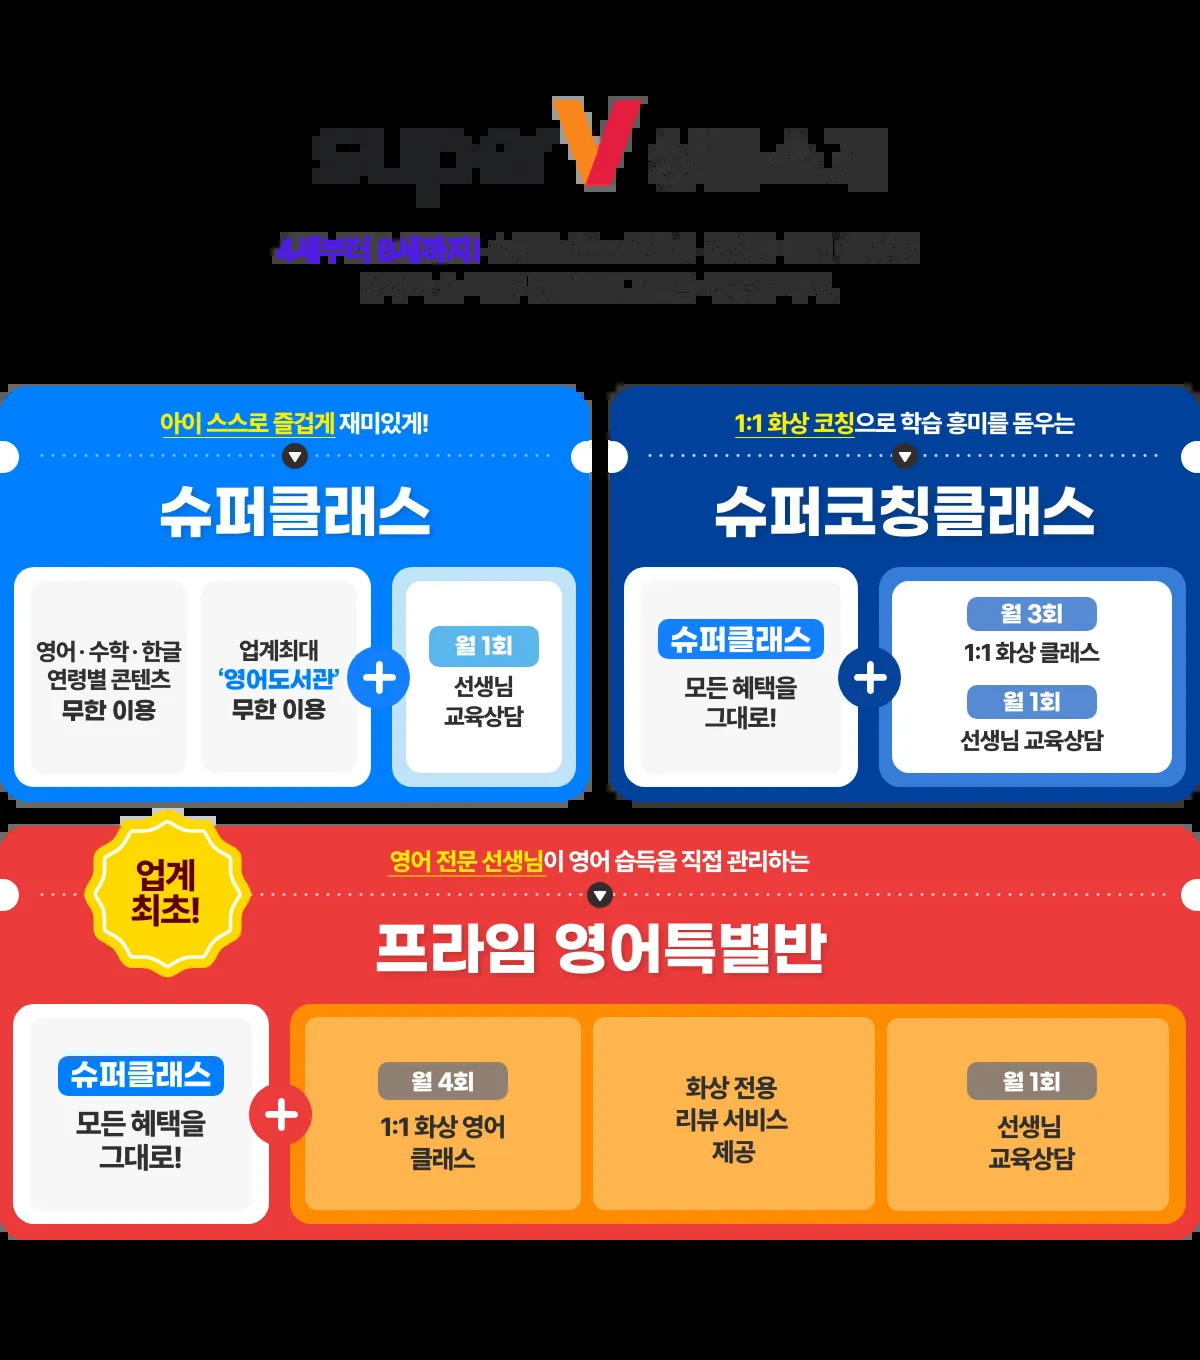 super V 상품소개
4세부터 8세까지!
아이 스스로 즐겁게 재미있게!
슈퍼클래스
영어·수학·한글
연령별 콘텐츠
무한 이용
업계최대
‘영어도서관’
무한 이용
월 1회
선생님
교육상담
1:1 화상 코칭으로 학습 흥미를 돋우는
슈퍼코칭클래스
슈퍼클래스
모든 혜택을
그대로!
월 3회
1:1 화상 클래스
월 1회
선생님 교육상담
업계
최초!
영어 전문 선생님이 영어 습득을 직접 관리하는
프라임 영어특별반
슈퍼클래스
모든 혜택을
그대로!
월 4회
1:1 화상 영어
클래스
화상 전용
리뷰 서비스
제공
월 1회
선생님
교육상담